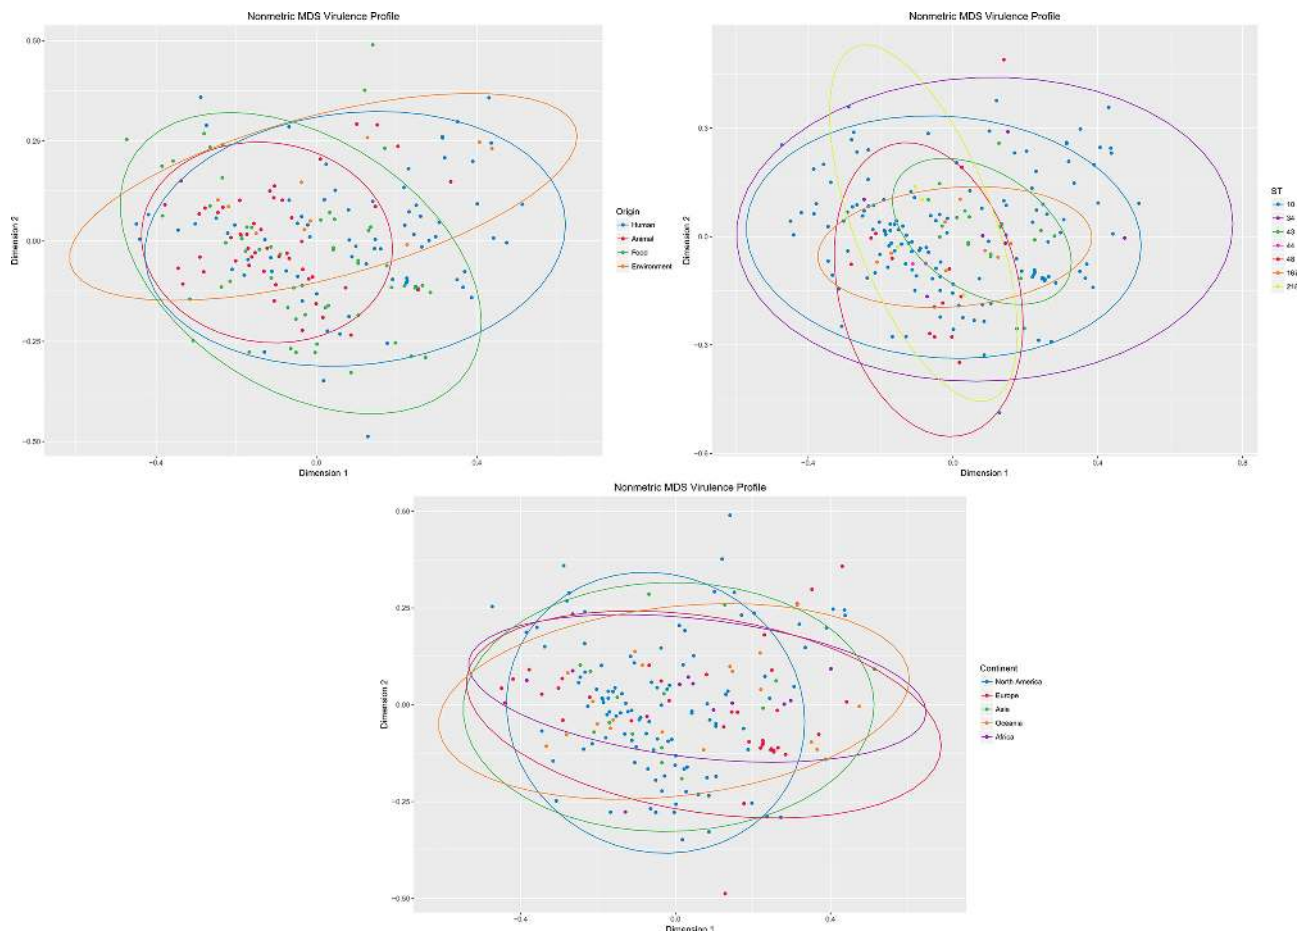 Nonmetric MDS Virulence Profile
0.50
0.25
0.00
−0.25
−0.50
−0.4
0.0
0.4
Dimension 1
Dimension 2
Origin
Human
Animal
Food
Environment
Nonmetric MDS Virulence Profile
0.3
0.0
−0.3
−0.6
−0.4
0.0
0.4
0.8
Dimension 1
Dimension 2
ST
10
34
43
44
48
Nonmetric MDS Virulence Profile
0.50
0.25
0.00
−0.25
−0.50
−0.4
0.0
0.4
Dimension 1
Dimension 2
Continent
North America
Europe
Asia
Oceania
Africa